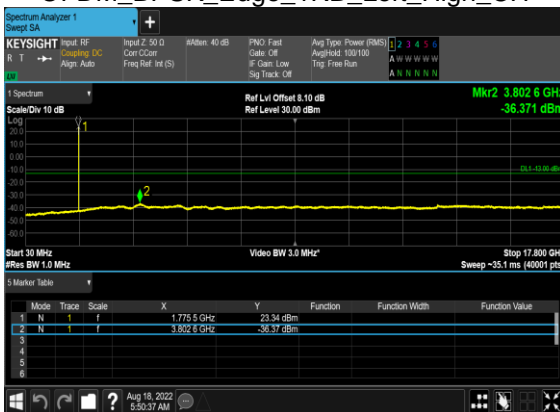 Spectrum Analyzer 1
Swept SA
+
KEYSIGHT
R T
LV
Input: RF
Coupling: DC
Align: Auto
Input Z: 50 Ω
Corr CCorr
Freq Ref: Int (S)
#Atten: 40 dB
PNO: Fast
Gate: Off
IF Gain: Low
Sig Track: Off
Avg Type: Power (RMS)
Avg|Hold: 100/100
Trig: Free Run
1 2 3 4 5 6
A W W W W W
A N N N N N
1 Spectrum
Scale/Div 10 dB
Ref Lvl Offset 8.10 dB
Ref Level 30.00 dBm
Mkr2 3.802 6 GHz
-36.371 dBm
Log
20.0
10.0
0.00
-10.0
-20.0
-30.0
-40.0
-50.0
-60.0
1
2
DL1 -13.00 dBm
Start 30 MHz
#Res BW 1.0 MHz
Video BW 3.0 MHz*
Stop 17.800 GHz
Sweep ~35.1 ms (40001 pts)
5 Marker Table
Mode Trace Scale X Y Function Function Width Function Value
1 N 1 f 1.775 5 GHz 23.34 dBm
2 N 1 f 3.802 6 GHz -36.37 dBm
3
4
5
6
?
Aug 18, 2022
5:50:37 AM